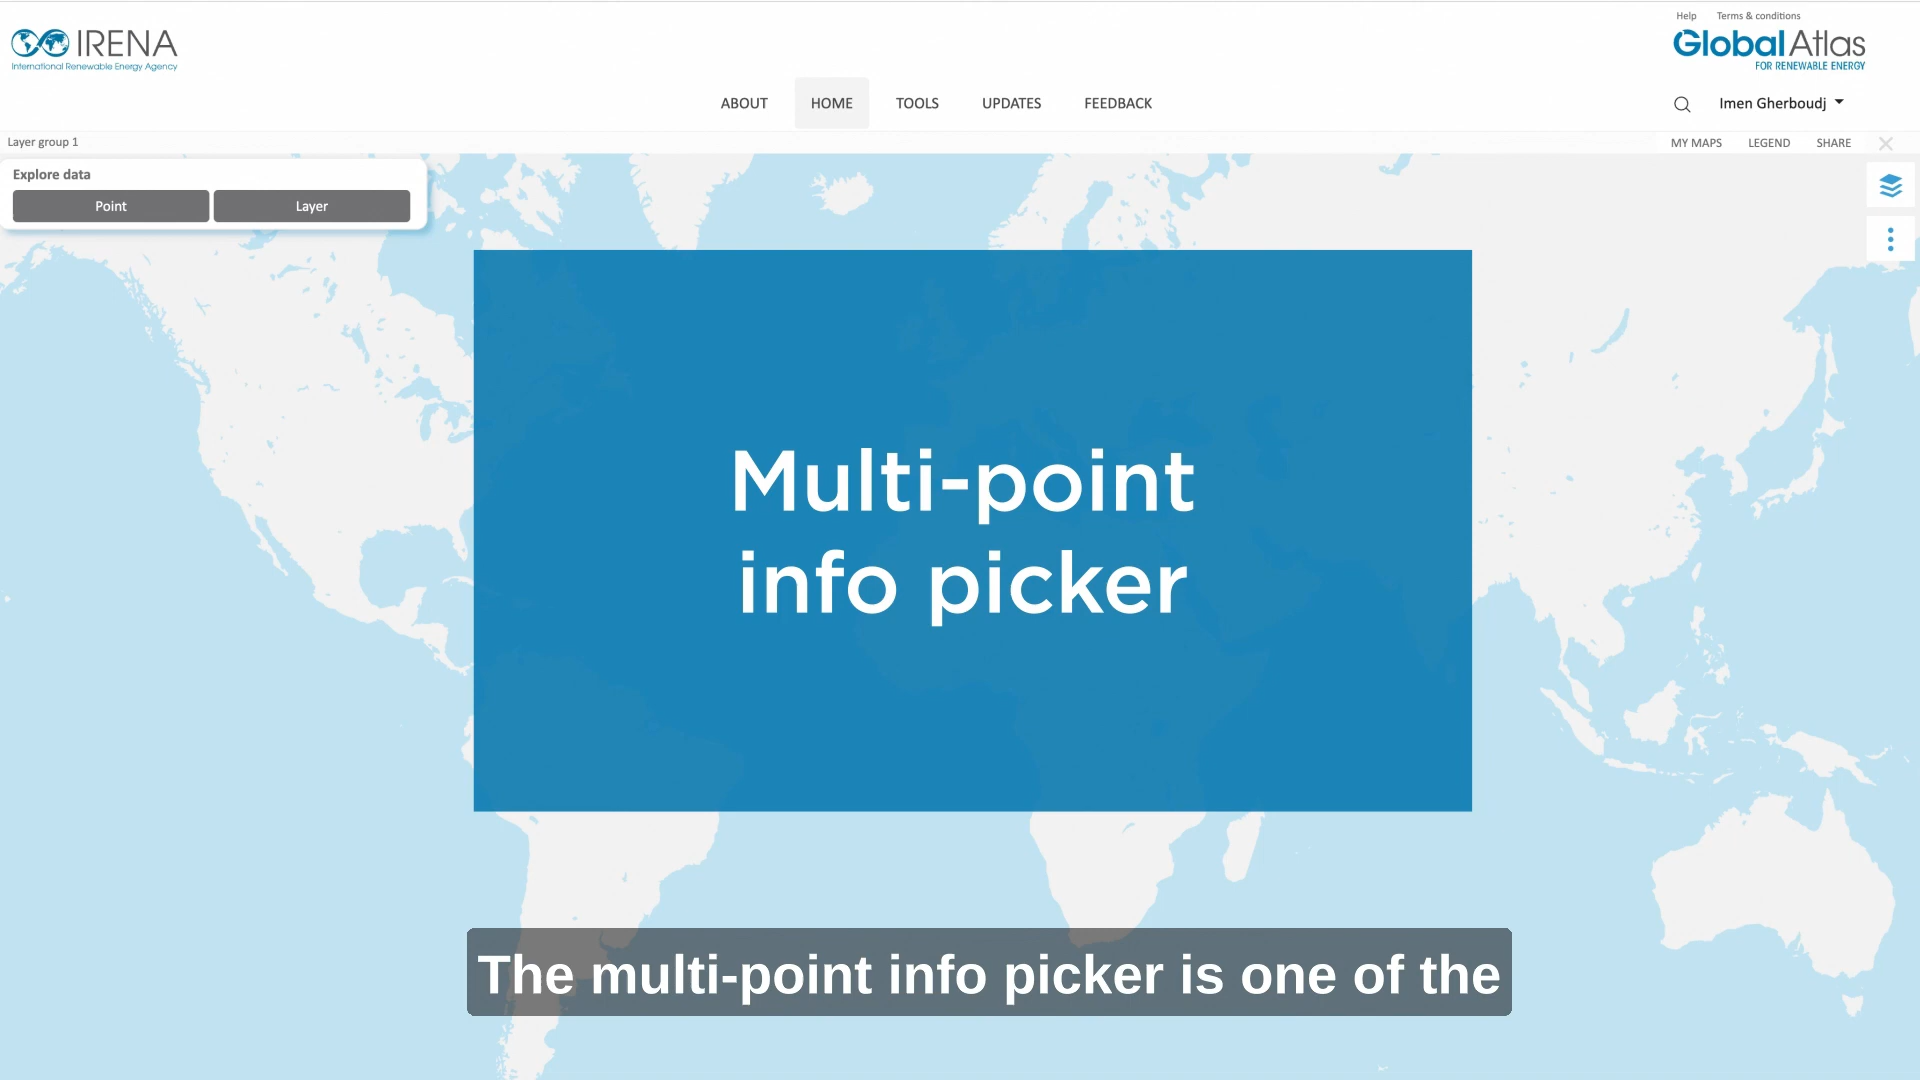 Help Terms & conditions
IRENA
International Renewable Energy Agency
GlobalAtlas
FOR RENEWABLE ENERGY
ABOUT HOME TOOLS UPDATES FEEDBACK
Imen Gherboudj
Layer group 1
MY MAPS LEGEND SHARE
Explore data
Point Layer
Multi-point
info picker
The multi-point info picker is one of the